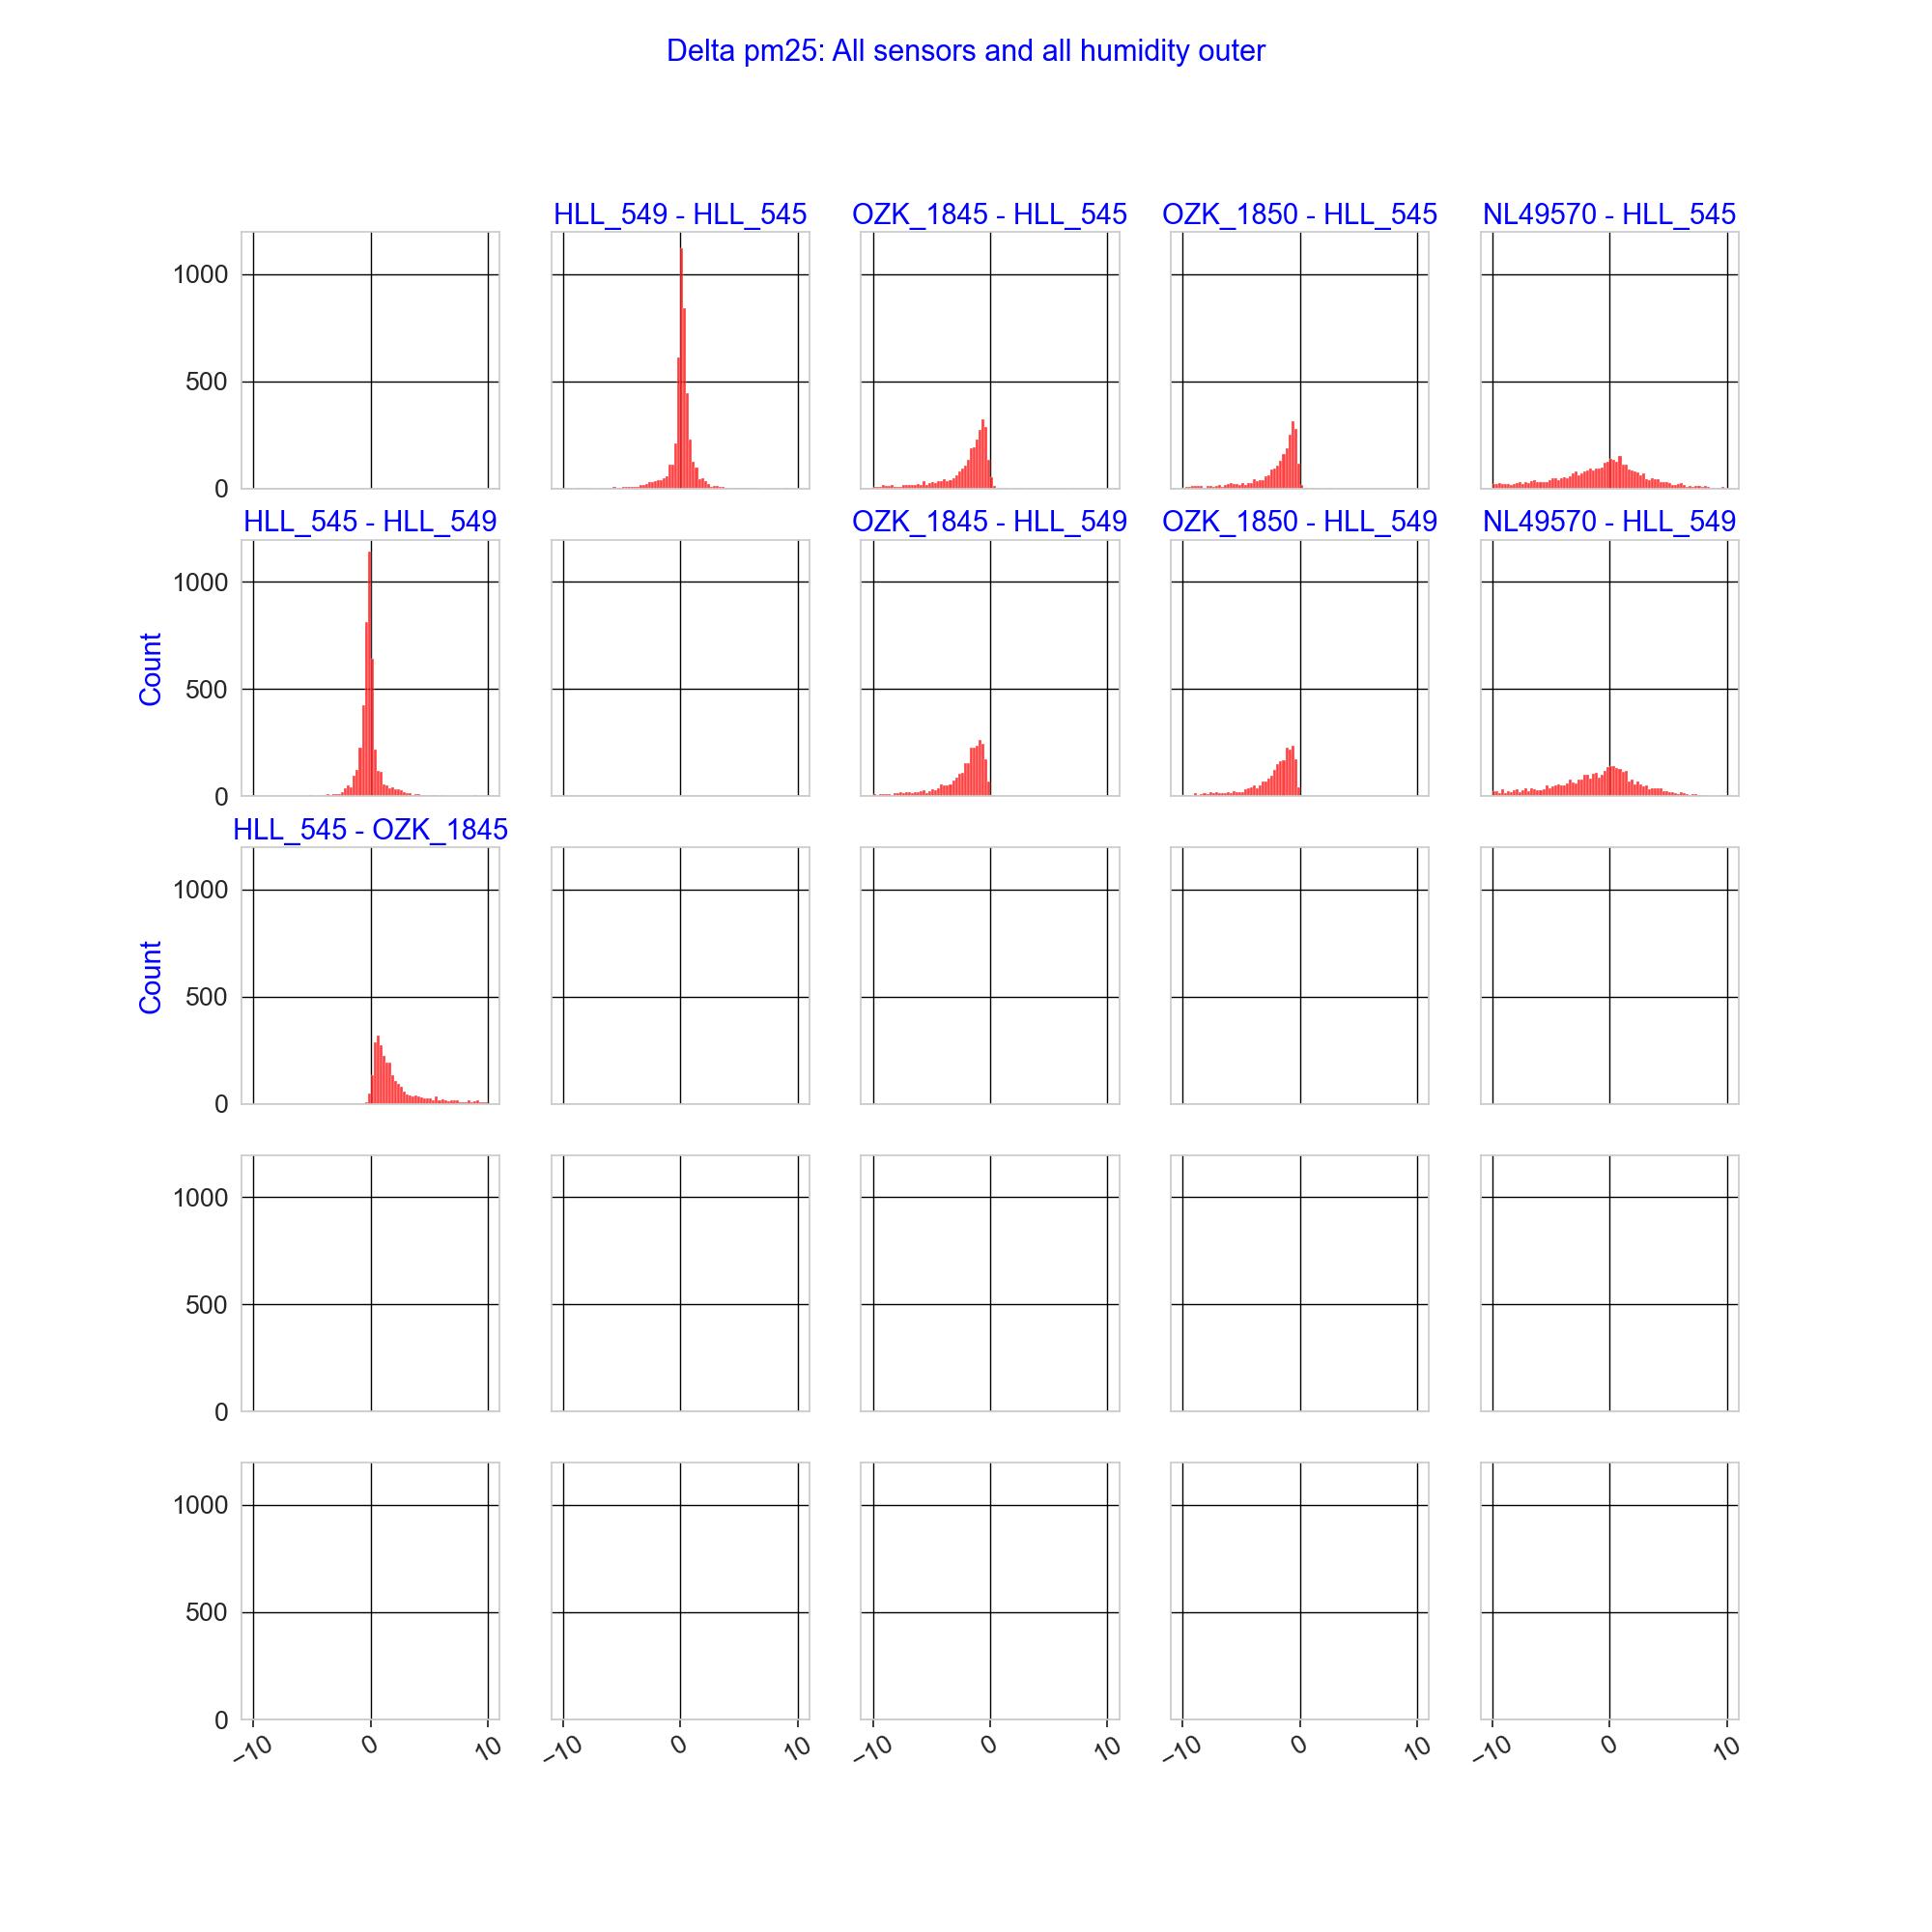 Delta pm25: All sensors and all humidity outer
HLL_549 - HLL_545
OZK_1845 - HLL_545
OZK_1850 - HLL_545
NL49570 - HLL_545
1000
500
0
HLL_545 - HLL_549
OZK_1845 - HLL_549
OZK_1850 - HLL_549
NL49570 - HLL_549
Count
1000
500
0
HLL_545 - OZK_1845
Count
1000
500
0
1000
500
0
1000
500
0
−10 0 10 −10 0 10 −10 0 10 −10 0 10 −10 0 10